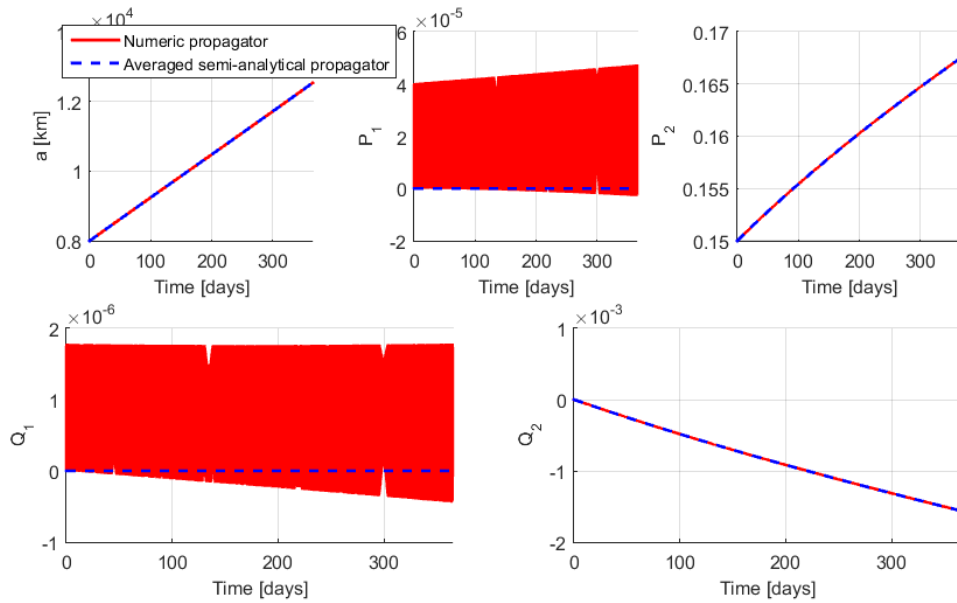 ×10⁴
Numeric propagator
Averaged semi-analytical propagator
1.2
1
0.8
a [km]
0 100 200 300
Time [days]
×10⁻⁵
6
4
2
0
-2
P₁
0 100 200 300
Time [days]
0.17
0.165
0.16
0.155
0.15
P₂
0 100 200 300
Time [days]
×10⁻⁶
2
1
0
-1
Q₁
0 100 200 300
Time [days]
×10⁻³
1
0
-1
-2
Q₂
0 100 200 300
Time [days]